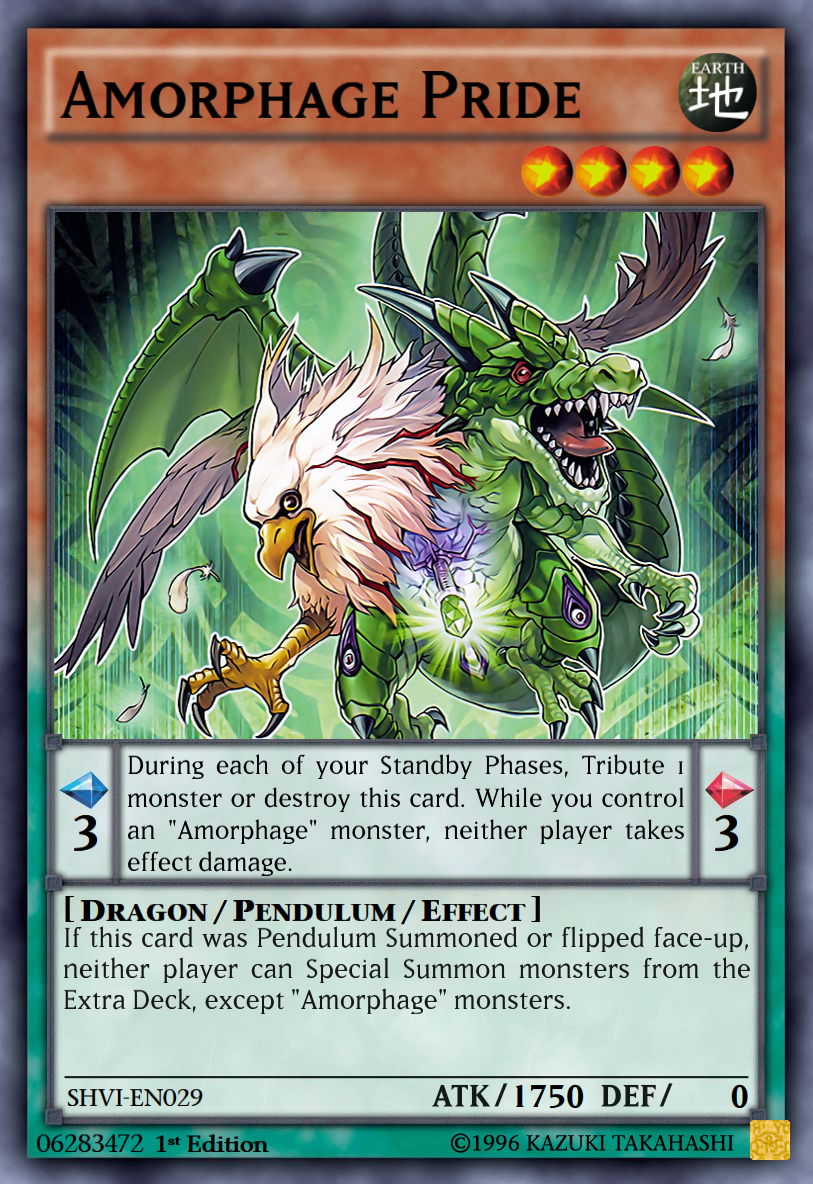 Amorphage Pride
EARTH
地
3
During each of your Standby Phases, Tribute 1
monster or destroy this card. While you control
an "Amorphage" monster, neither player takes
effect damage.
3
[ Dragon / Pendulum / Effect ]
If this card was Pendulum Summoned or flipped face-up,
neither player can Special Summon monsters from the
Extra Deck, except "Amorphage" monsters.
SHVI-EN029
ATK / 1750 DEF / 0
06283472 1st Edition
©1996 KAZUKI TAKAHASHI